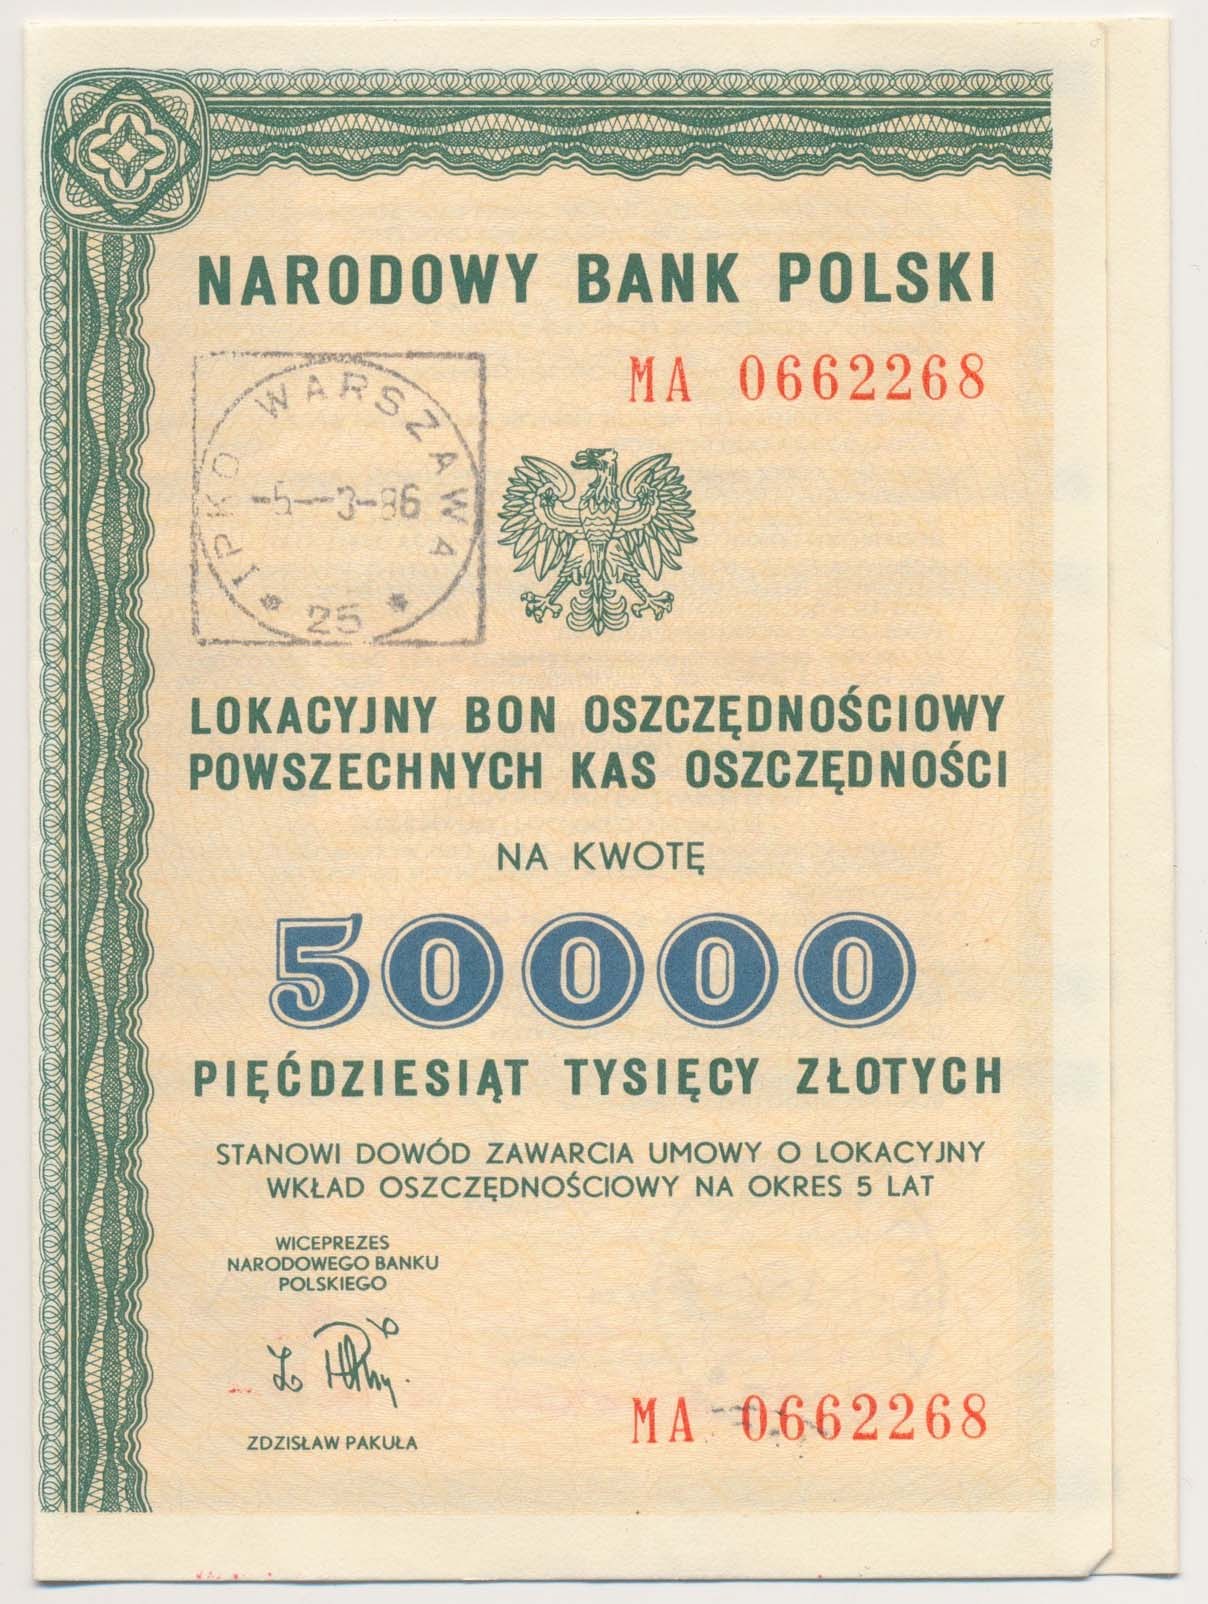 NARODOWY BANK POLSKI
MA 0662268
IPKO WARSZAWA
-5-3-86
* 25 *
LOKACYJNY BON OSZCZĘDNOŚCIOWY
POWSZECHNYCH KAS OSZCZĘDNOŚCI
NA KWOTĘ
50000
PIĘĆDZIESIĄT TYSIĘCY ZŁOTYCH
STANOWI DOWÓD ZAWARCIA UMOWY O LOKACYJNY
WKŁAD OSZCZĘDNOŚCIOWY NA OKRES 5 LAT
WICEPREZES
NARODOWEGO BANKU
POLSKIEGO
ZDZISŁAW PAKUŁA
MA 0662268